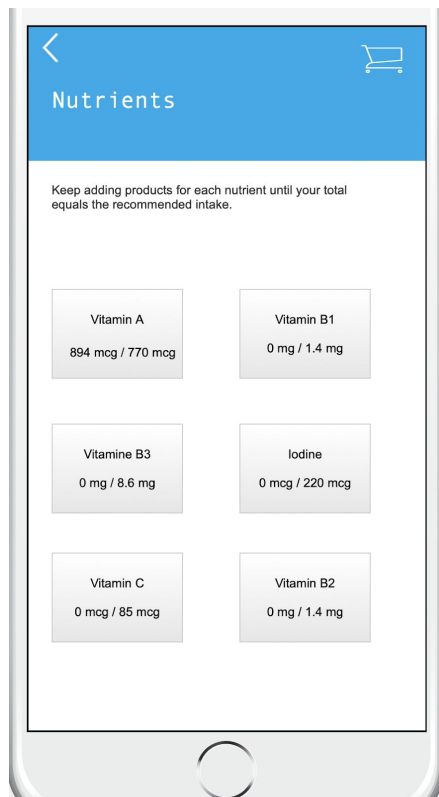 Nutrients
Keep adding products for each nutrient until your total
equals the recommended intake.
Vitamin A
894 mcg / 770 mcg
Vitamin B1
0 mg / 1.4 mg
Vitamine B3
0 mg / 8.6 mg
Iodine
0 mcg / 220 mcg
Vitamin C
0 mcg / 85 mcg
Vitamin B2
0 mg / 1.4 mg